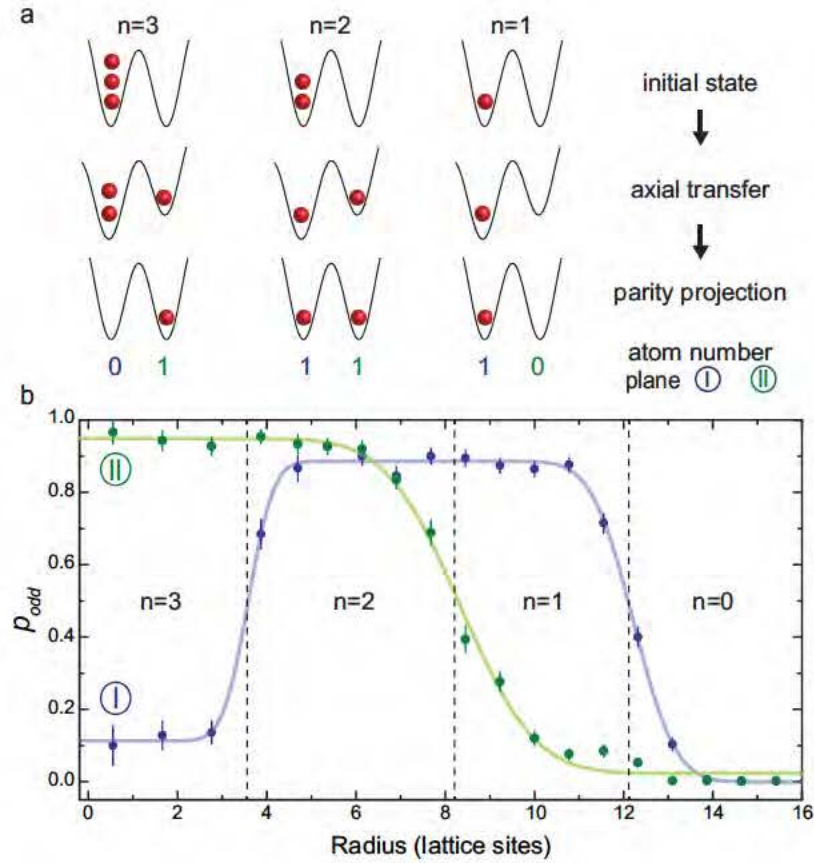 a
n=3 n=2 n=1
initial state
axial transfer
parity projection
0 1 1 1 1 0
atom number
plane Ⓘ Ⓘⓘ
b
1.0
0.8
0.6
0.4
0.2
0.0
p_odd
II
I
n=3 n=2 n=1 n=0
0 2 4 6 8 10 12 14 16
Radius (lattice sites)